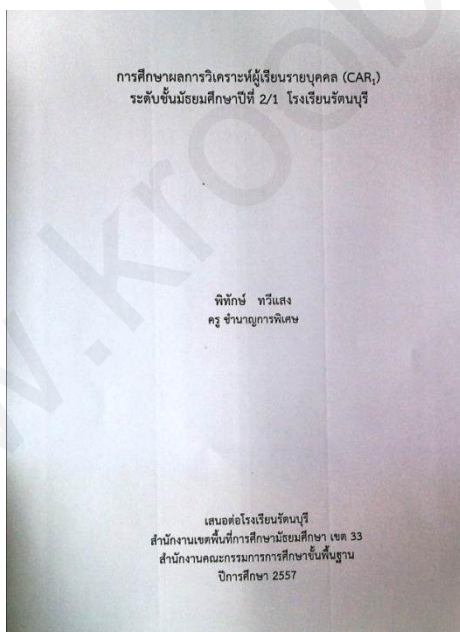 การศึกษาผลการวิเคราะห์ผู้เรียนรายบุคคล (CAR₁)
ระดับชั้นมัธยมศึกษาปีที่ 2/1 โรงเรียนรัตนบุรี
พิทักษ์ ทวีแสง
ครู ชำนาญการพิเศษ
เสนอต่อโรงเรียนรัตนบุรี
สำนักงานเขตพื้นที่การศึกษามัธยมศึกษา เขต 33
สำนักงานคณะกรรมการการศึกษาขั้นพื้นฐาน
ปีการศึกษา 2557